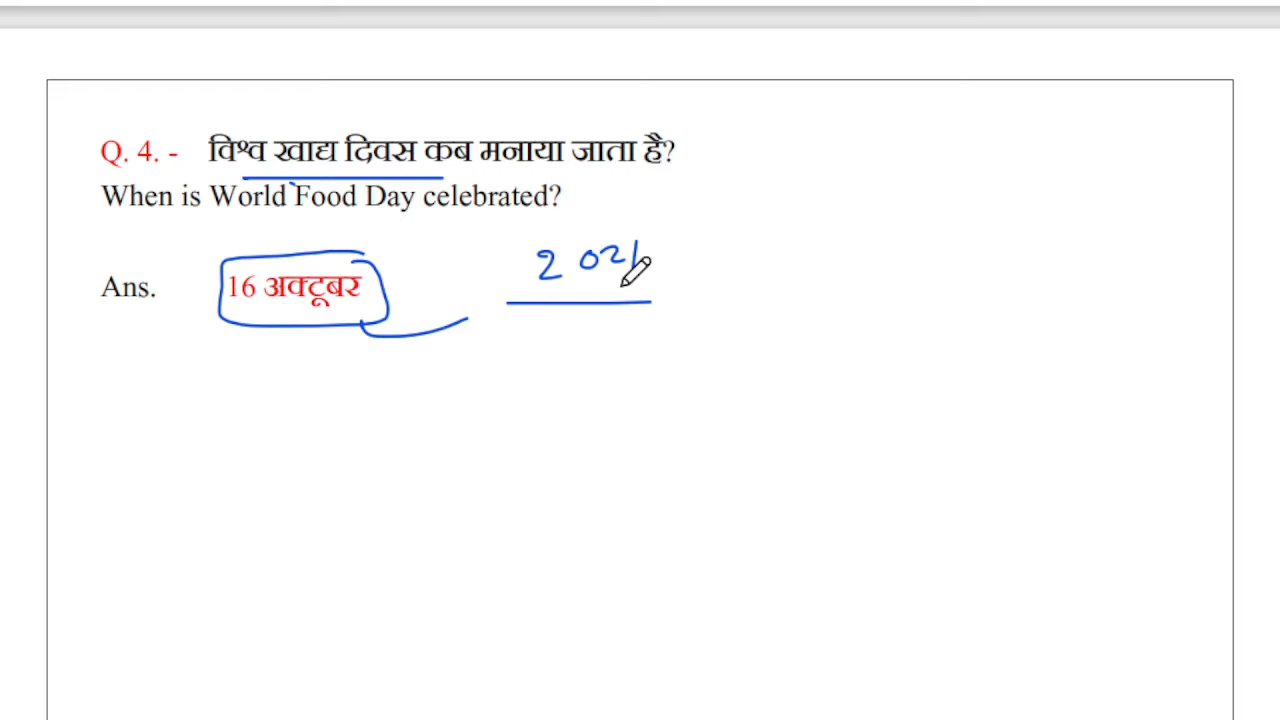 Q. 4. - विश्व खाद्य दिवस कब मनाया जाता है?
When is World Food Day celebrated?
Ans. 16 अक्टूबर